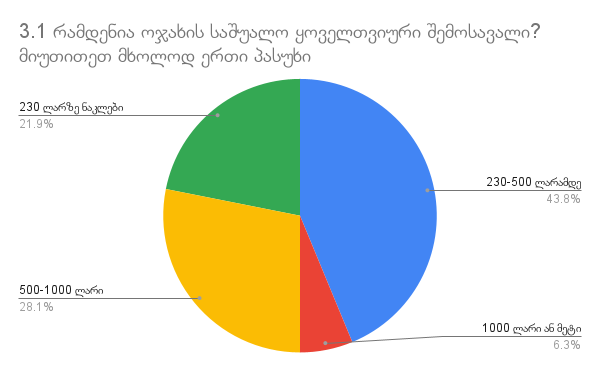 3.1 რამდენია ოჯახის საშუალო ყოველთვიური შემოსავალი?
მიუთითეთ მხოლოდ ერთი პასუხი
230 ლარზე ნაკლები
21.9%
230-500 ლარამდე
43.8%
500-1000 ლარი
28.1%
1000 ლარი ან მეტი
6.3%